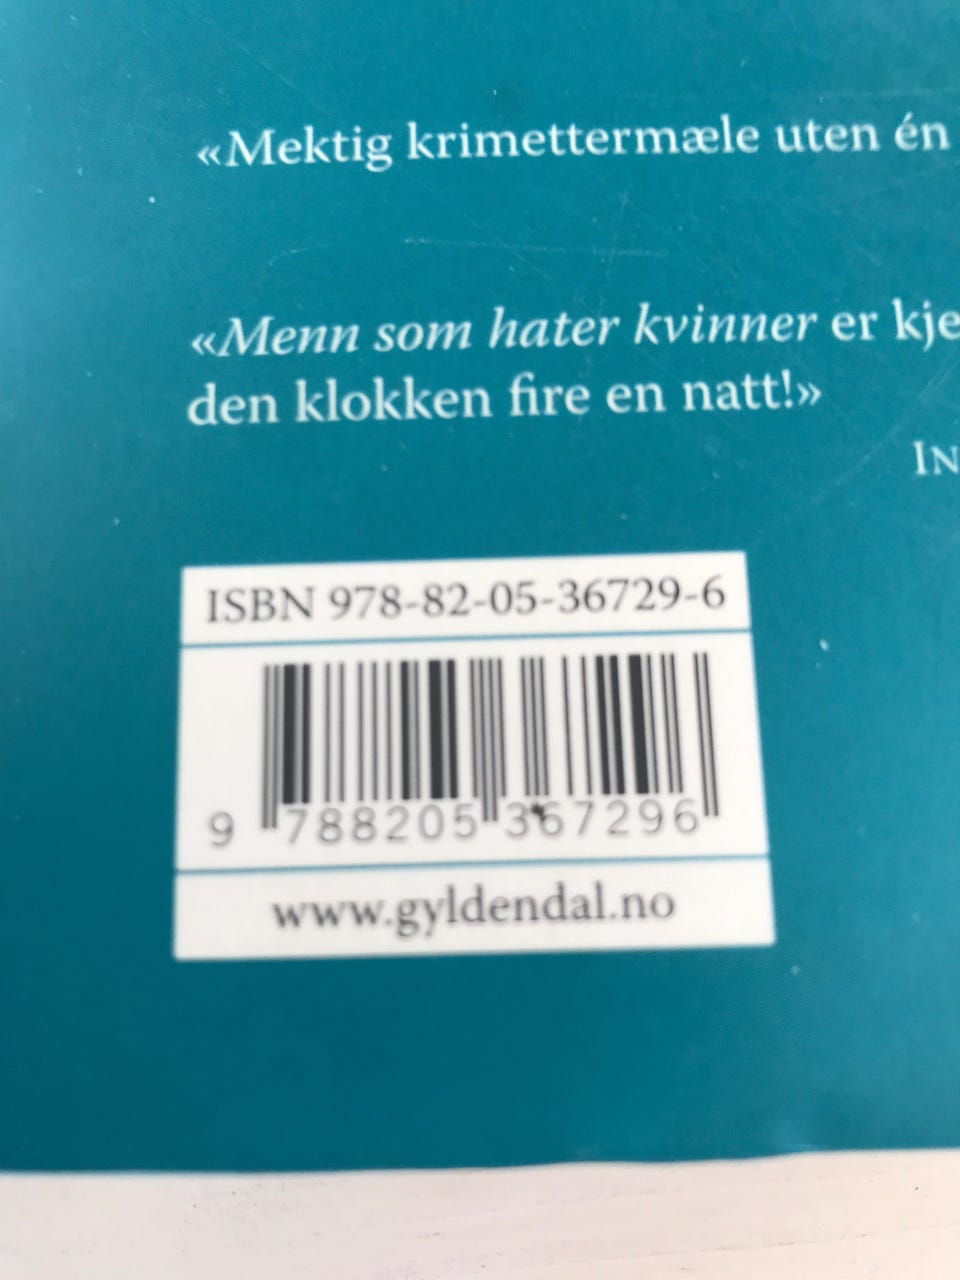 «Mektig krimettermæle uten én
«Menn som hater kvinner er kje
den klokken fire en natt!»
IN
ISBN 978-82-05-36729-6
9 788205 367296
www.gyldendal.no